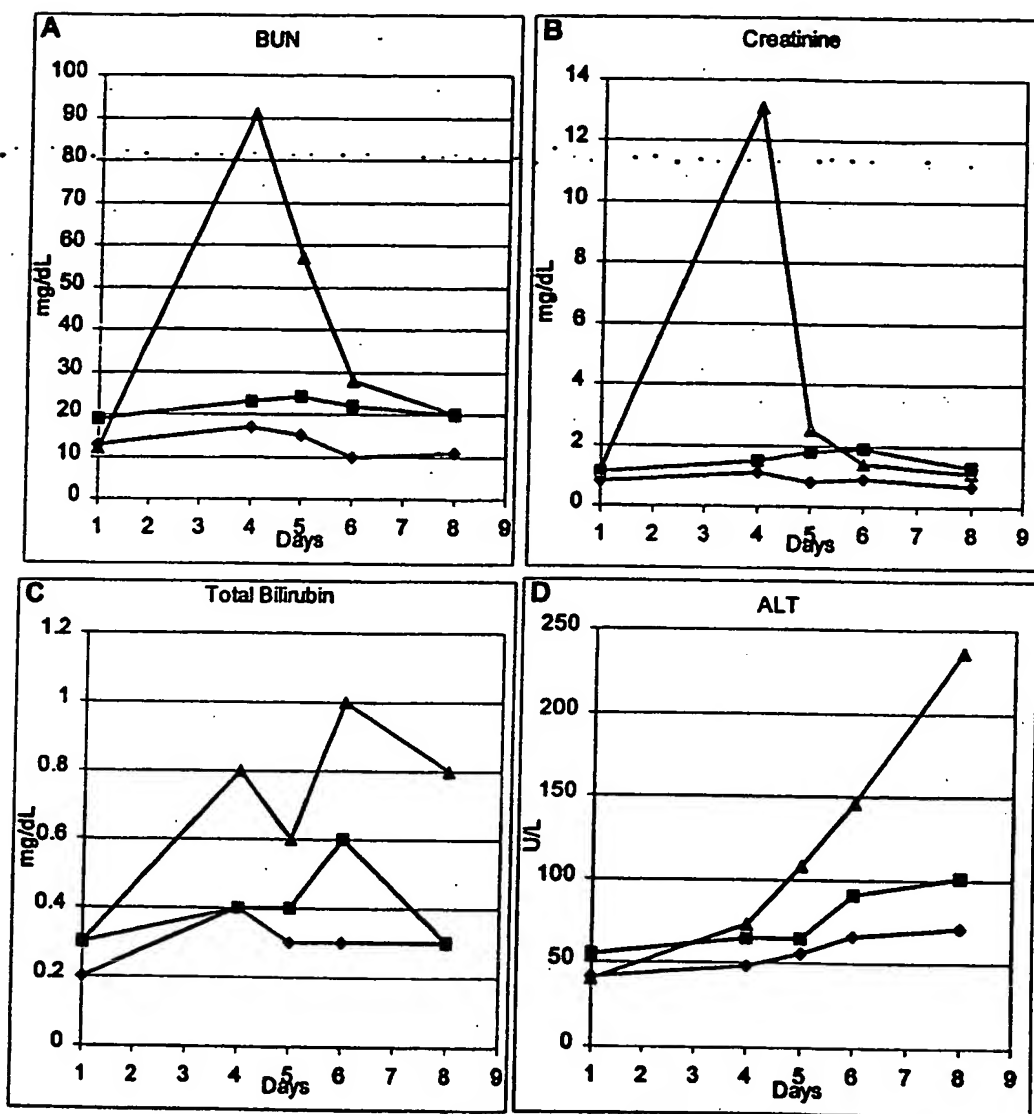 A
BUN
100
90
80
70
60
50
40
30
20
10
0
mg/dL
1 2 3 4 5 6 7 8 9
Days
B
Creatinine
14
12
10
8
6
4
2
0
mg/dL
1 2 3 4 5 6 7 8 9
Days
C
Total Bilirubin
1.2
1
0.8
0.6
0.4
0.2
0
mg/dL
1 2 3 4 5 6 7 8 9
Days
D
ALT
250
200
150
100
50
0
U/L
1 2 3 4 5 6 7 8 9
Days